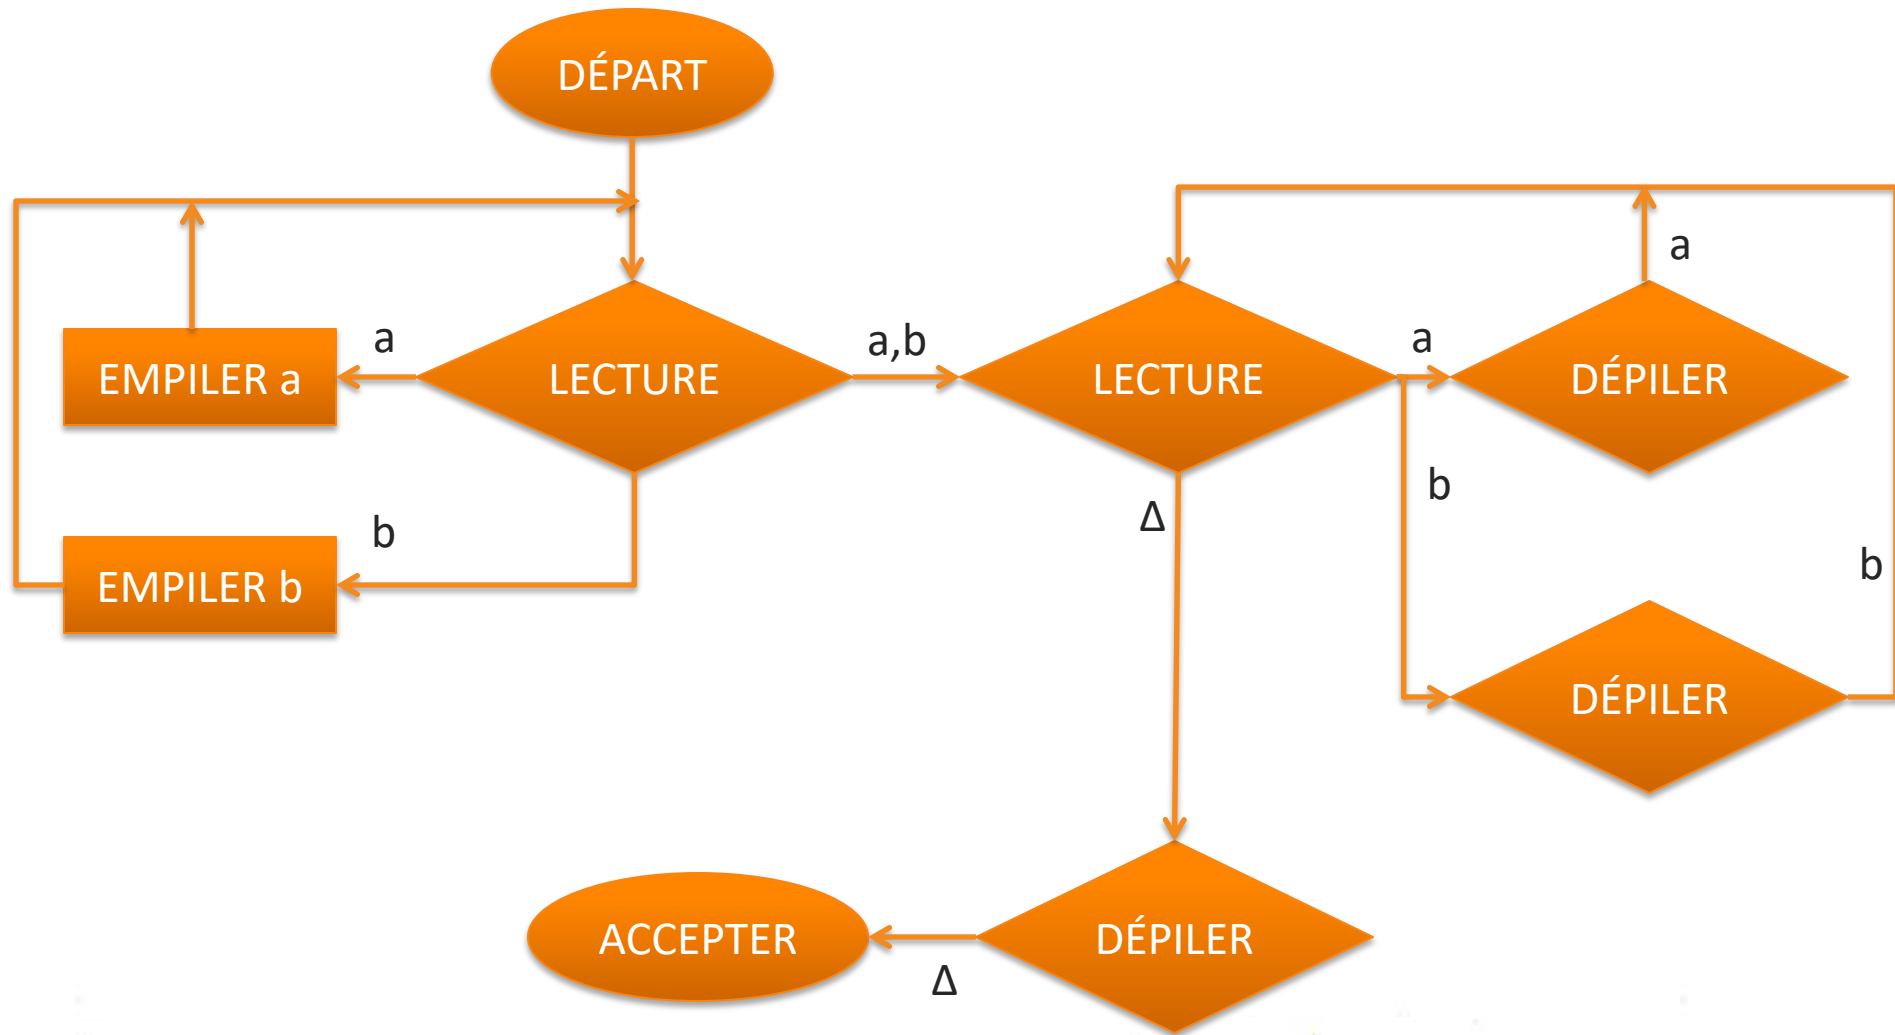 DÉPART
a
a
a,b
a
EMPILER a
LECTURE
LECTURE
DÉPILER
b
b
Δ
b
EMPILER b
DÉPILER
ACCEPTER
DÉPILER
Δ